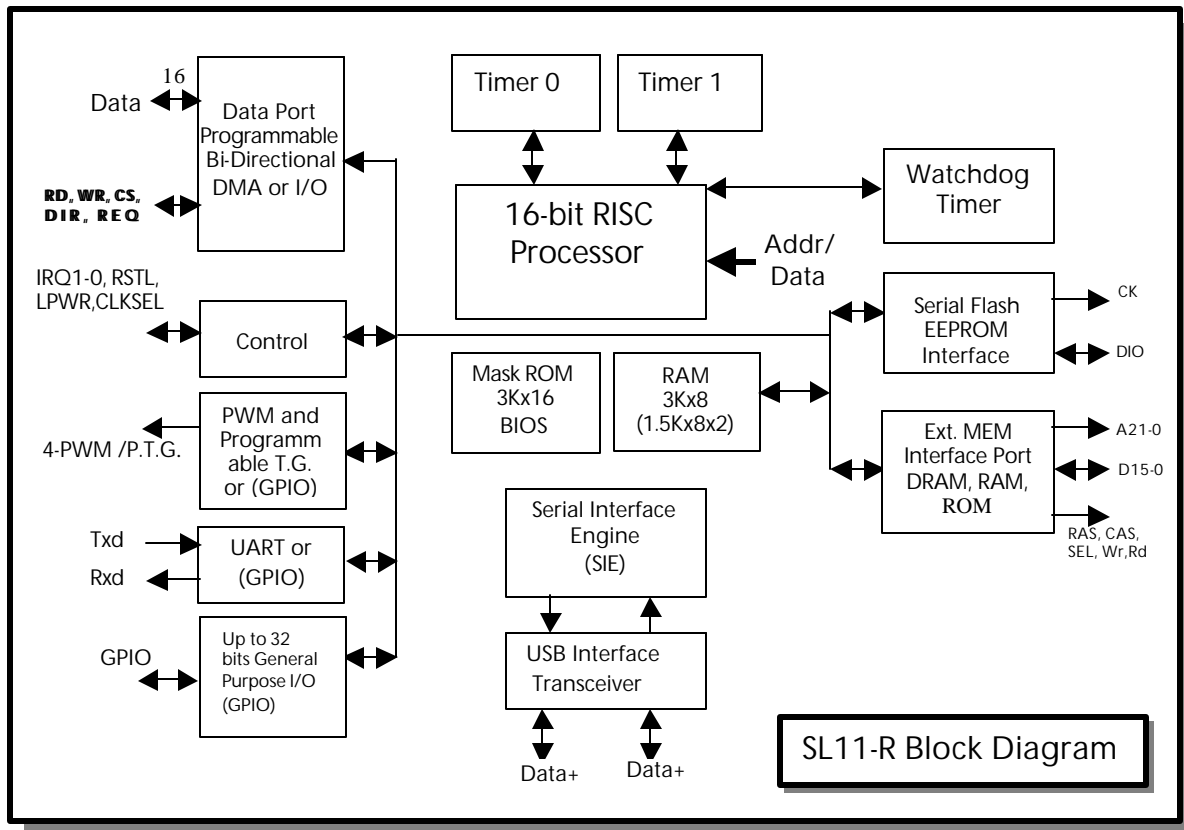 16
Data
Data Port
Programmable
Bi-Directional
DMA or I/O
RD, WR, CS,
DIR, REQ
IRQ1-0, RSTL,
LPWR,CLKSEL
Control
4-PWM /P.T.G.
PWM and
Programm
able T.G.
or (GPIO)
Txd
Rxd
UART or
(GPIO)
GPIO
Up to 32
bits General
Purpose I/O
(GPIO)
Timer 0
Timer 1
16-bit RISC
Processor
Addr/
Data
Watchdog
Timer
Mask ROM
3Kx16
BIOS
RAM
3Kx8
(1.5Kx8x2)
Serial Flash
EEPROM
Interface
CK
DIO
Ext. MEM
Interface Port
DRAM, RAM,
ROM
A21-0
D15-0
RAS, CAS,
SEL, Wr,Rd
Serial Interface
Engine
(SIE)
USB Interface
Transceiver
Data+
Data+
SL11-R Block Diagram